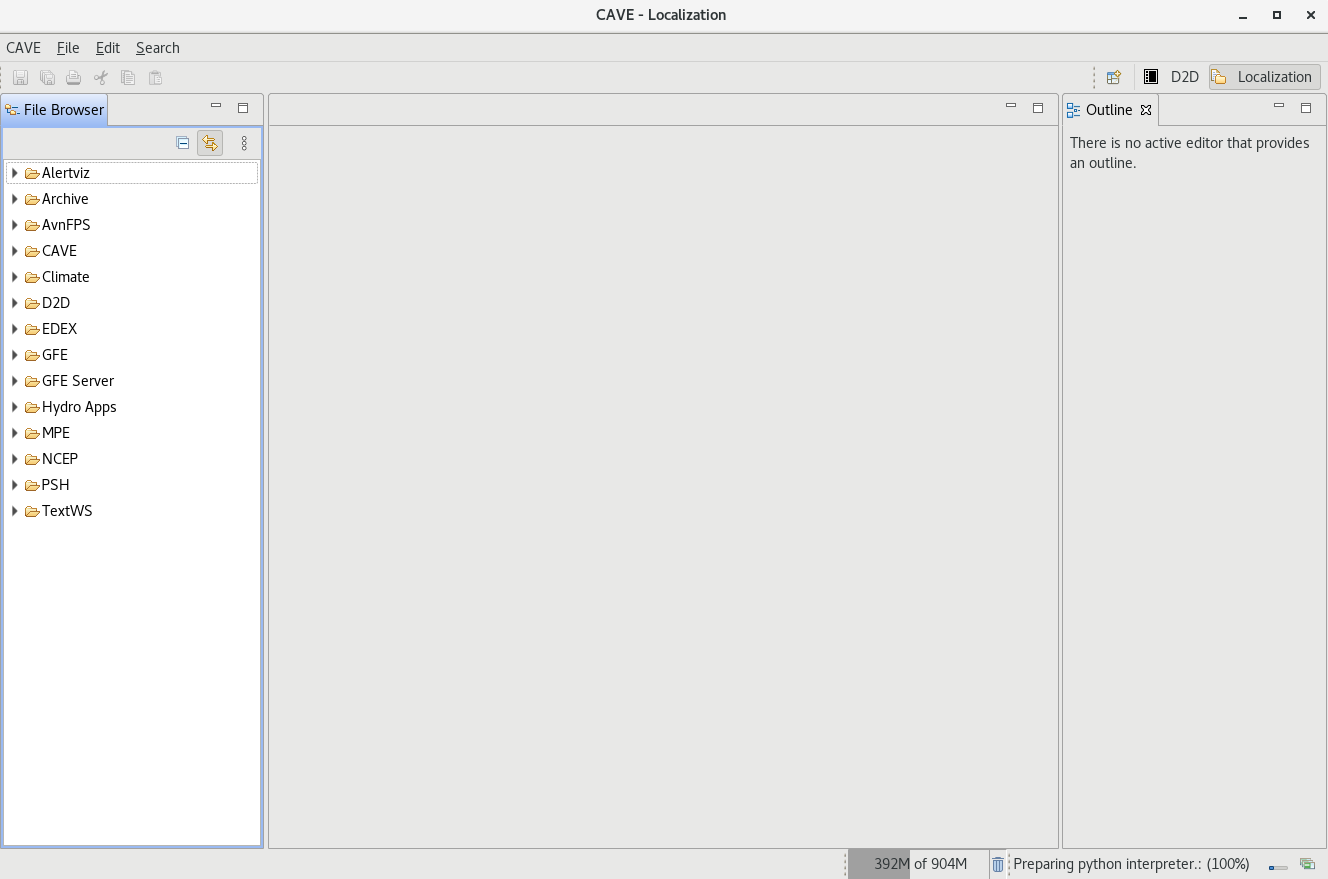 CAVE - Localization
CAVE File Edit Search
D2D Localization
File Browser
Outline
Alertviz
Archive
AvnFPS
CAVE
Climate
D2D
EDEX
GFE
GFE Server
Hydro Apps
MPE
NCEP
PSH
TextWS
There is no active editor that provides
an outline.
392M of 904M
Preparing python interpreter.: (100%)